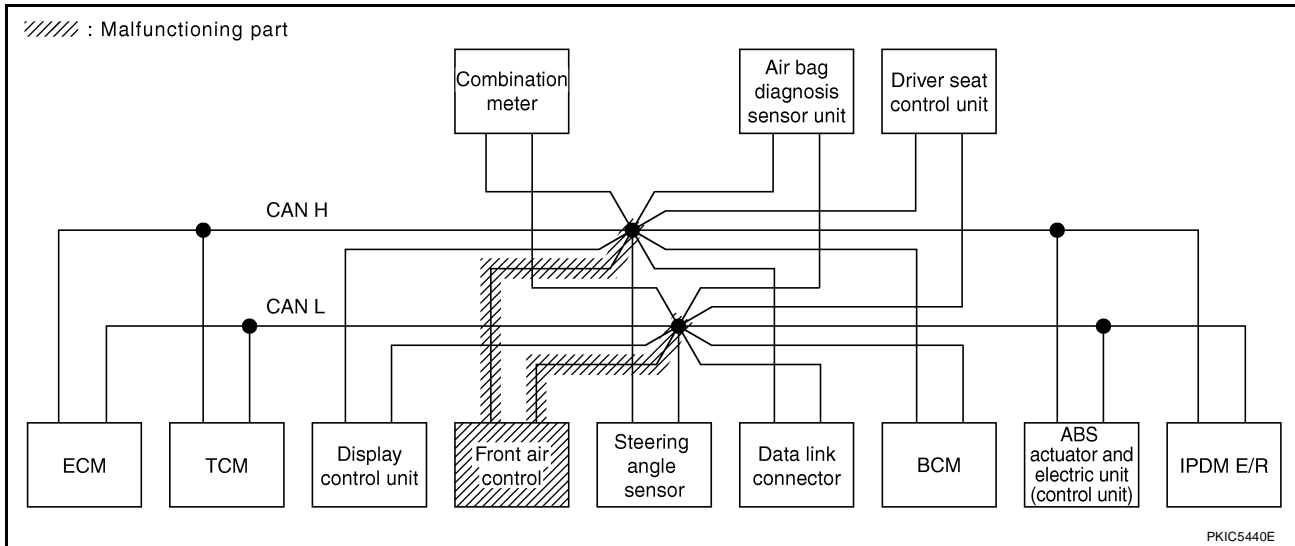 : Malfunctioning part
Combination
meter
Air bag
diagnosis
sensor unit
Driver seat
control unit
CAN H
CAN L
ECM
TCM
Display
control unit
Front air
control
Steering
angle
sensor
Data link
connector
BCM
ABS
actuator and
electric unit
(control unit)
IPDM E/R
PKIC5440E